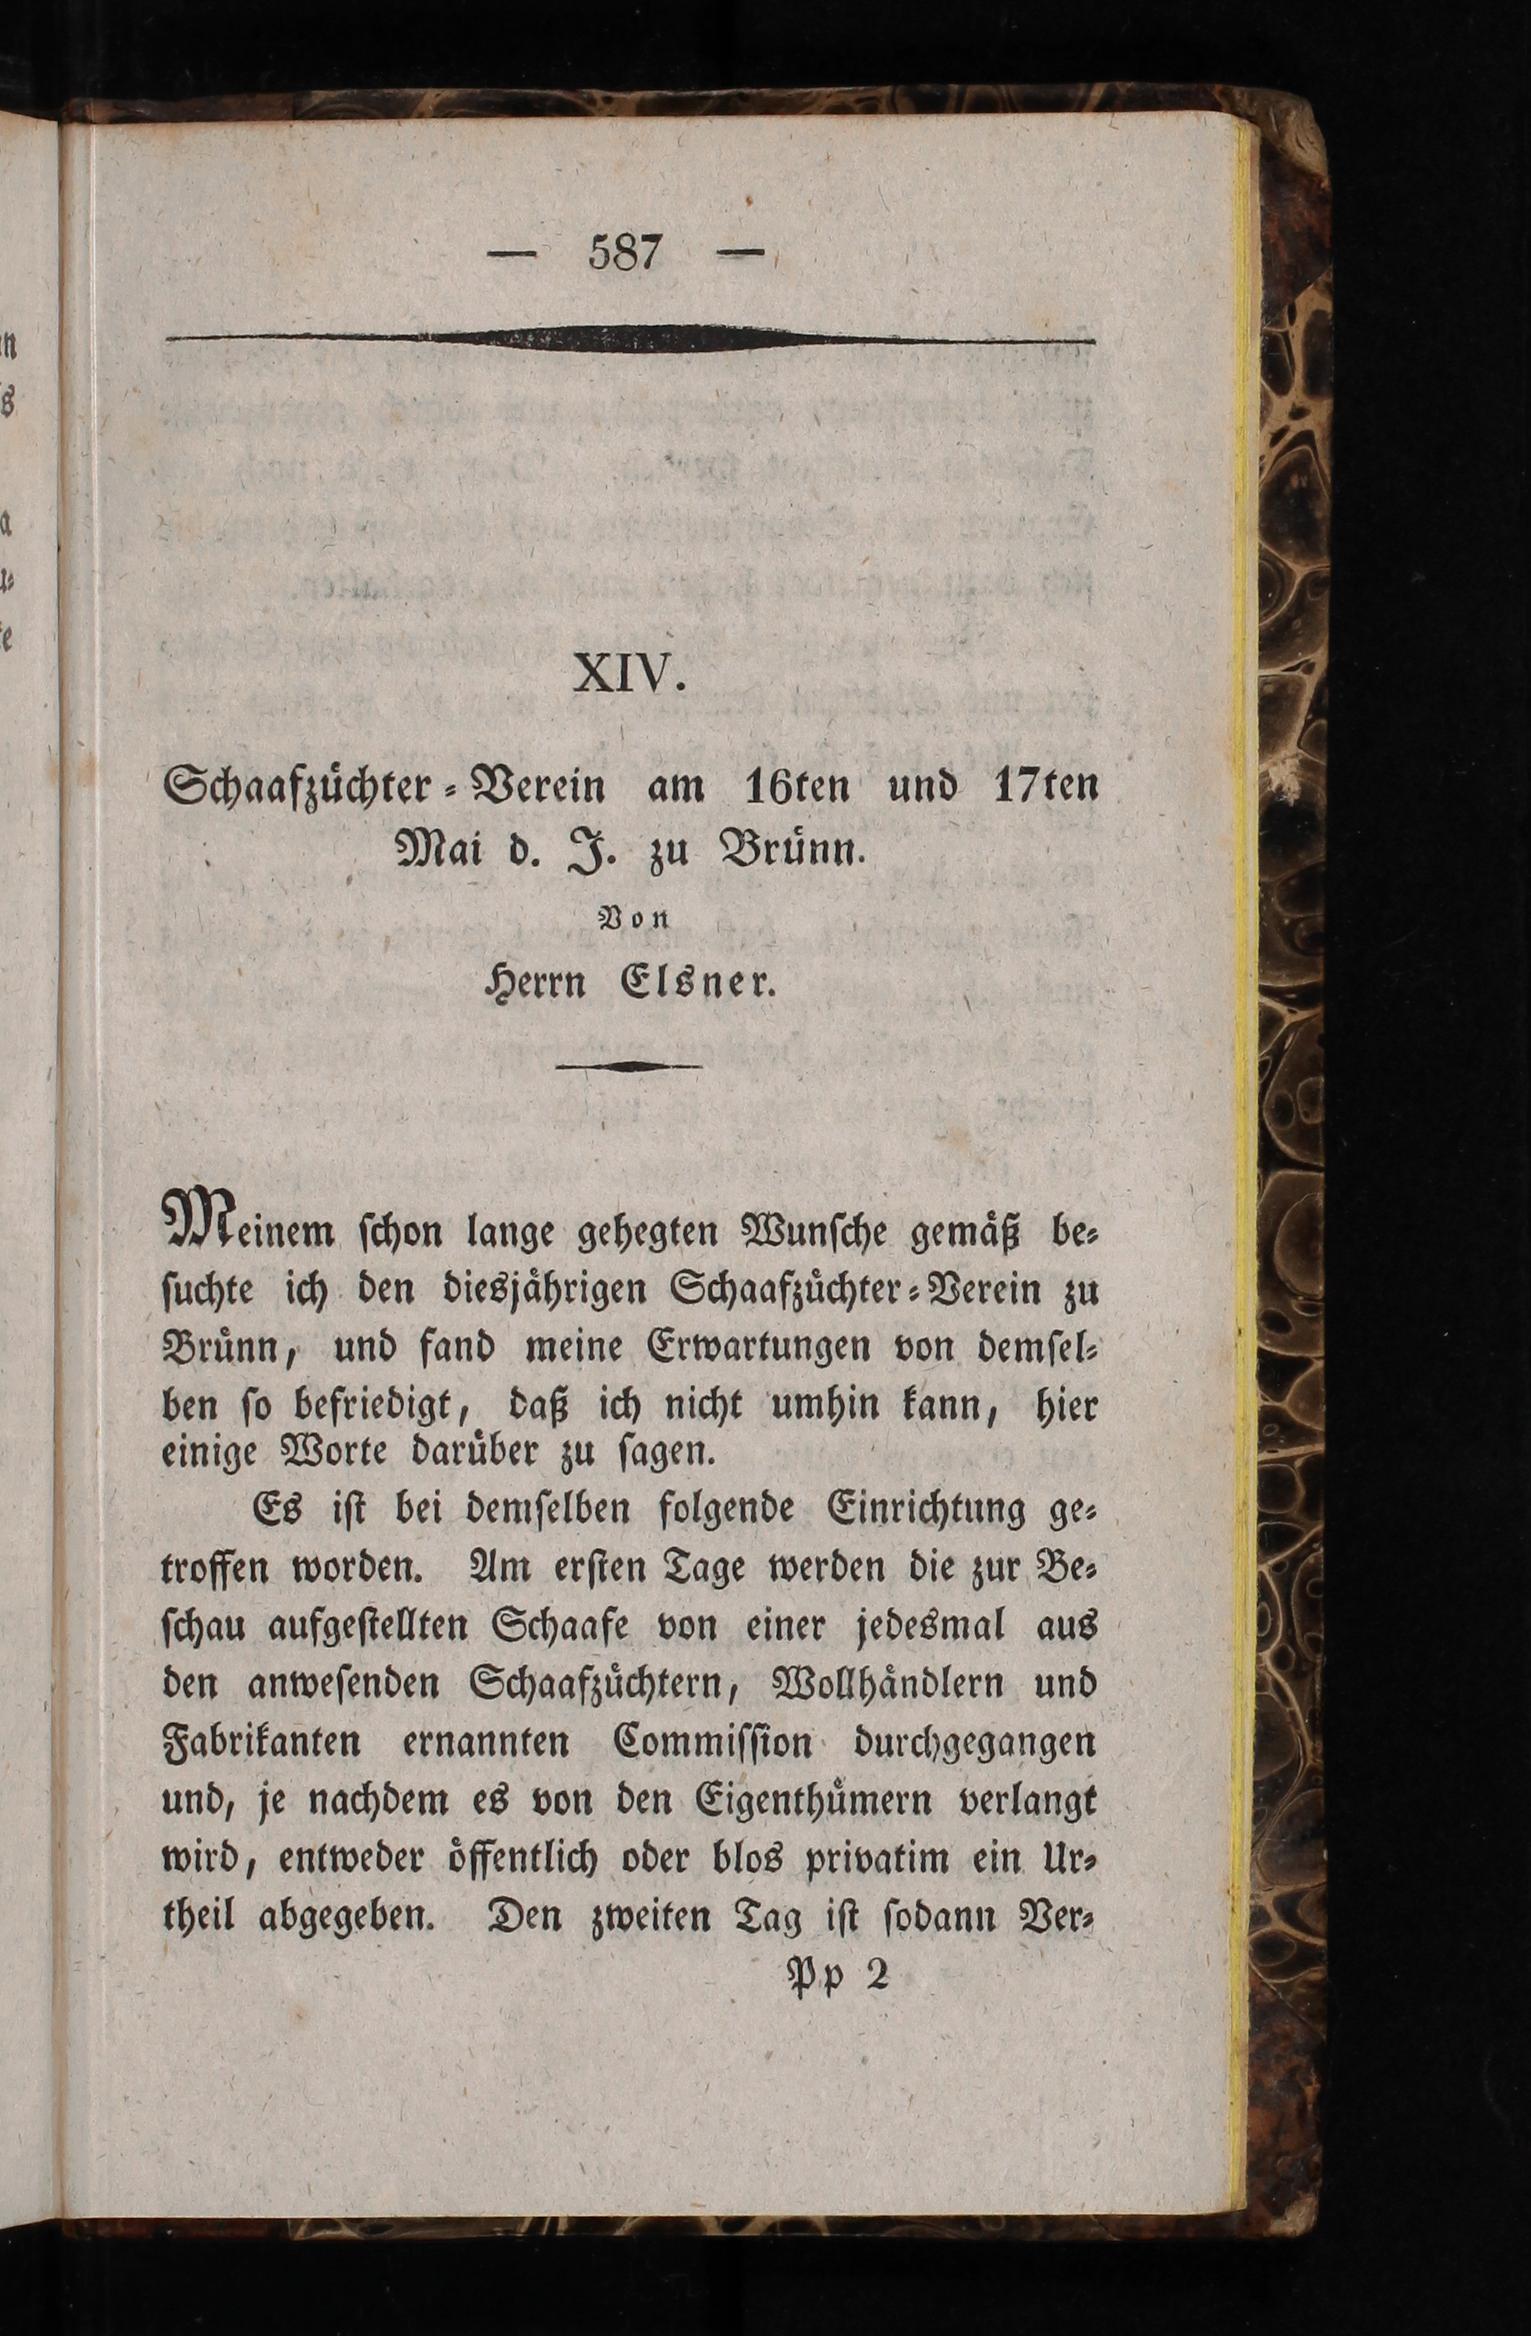 — 587 —
XIV.
Schaafzüchter-Verein am 16ten und 17ten
Mai d. J. zu Brünn.
Von
Herrn Elsner.
Meinem schon lange gehegten Wunsche gemäß be-
suchte ich den diesjährigen Schaafzüchter-Verein zu
Brünn, und fand meine Erwartungen von demsel-
ben so befriedigt, daß ich nicht umhin kann, hier
einige Worte darüber zu sagen.
Es ist bei demselben folgende Einrichtung ge-
troffen worden. Am ersten Tage werden die zur Be-
schau aufgestellten Schaafe von einer jedesmal aus
den anwesenden Schaafzüchtern, Wollhändlern und
Fabrikanten ernannten Commission durchgegangen
und, je nachdem es von den Eigenthümern verlangt
wird, entweder öffentlich oder blos privatim ein Ur-
theil abgegeben. Den zweiten Tag ist sodann Ver-
Pp 2